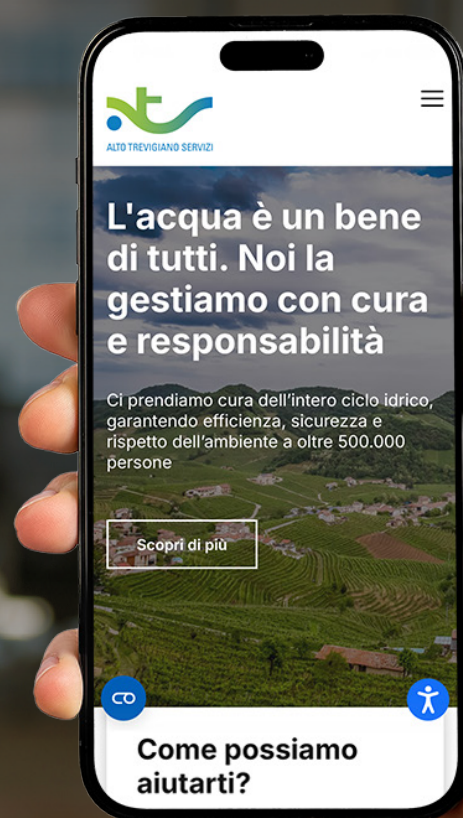 ats
ALTO TREVIGIANO SERVIZI
L'acqua è un bene
di tutti. Noi la
gestiamo con cura
e responsabilità
Ci prendiamo cura dell'intero ciclo idrico,
garantendo efficienza, sicurezza e
rispetto dell'ambiente a oltre 500.000
persone
Scopri di più
Come possiamo
aiutarti?